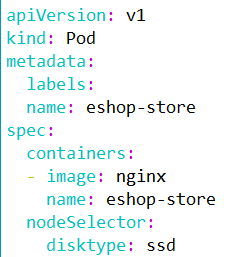 apiVersion: v1
kind: Pod
metadata:
  labels:
  name: eshop-store
spec:
  containers:
  - image: nginx
    name: eshop-store
  nodeSelector:
    disktype: ssd